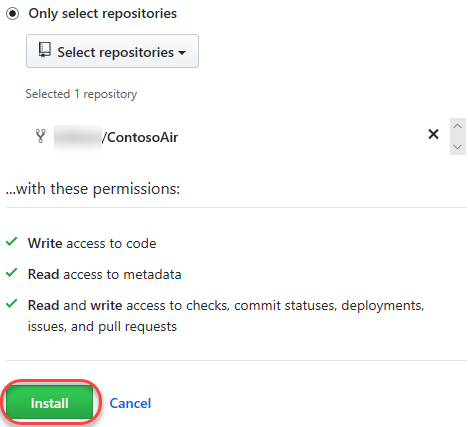 Only select repositories
Select repositories
Selected 1 repository
/ContosoAir
...with these permissions:
Write access to code
Read access to metadata
Read and write access to checks, commit statuses, deployments,
issues, and pull requests
Install Cancel